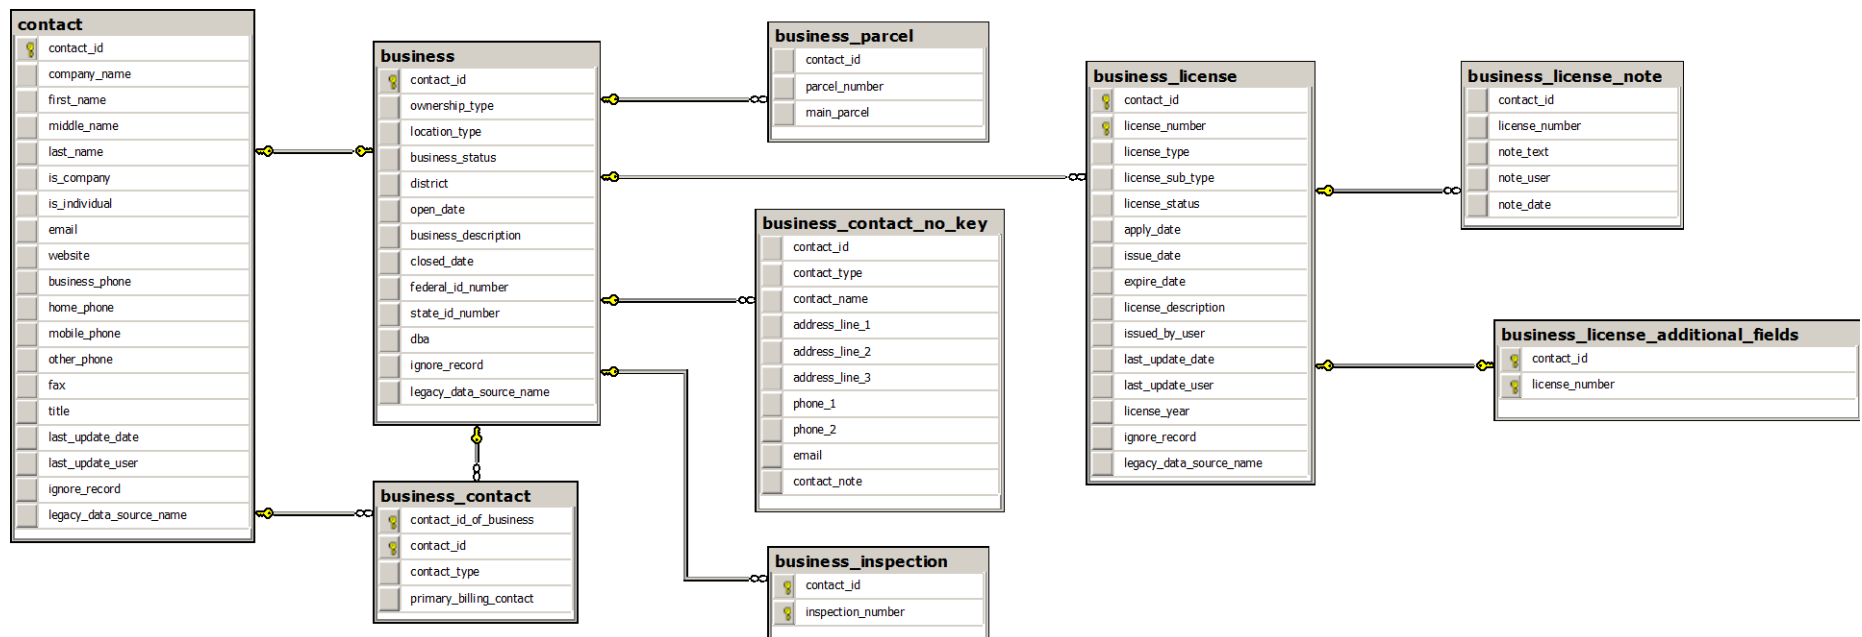 contact
contact_id
company_name
first_name
middle_name
last_name
is_company
is_individual
email
website
business_phone
home_phone
mobile_phone
other_phone
fax
title
last_update_date
last_update_user
ignore_record
legacy_data_source_name
business
contact_id
ownership_type
location_type
business_status
district
open_date
business_description
closed_date
federal_id_number
state_id_number
dba
ignore_record
legacy_data_source_name
business_contact
contact_id_of_business
contact_id
contact_type
primary_billing_contact
business_parcel
contact_id
parcel_number
main_parcel
business_contact_no_key
contact_id
contact_type
contact_name
address_line_1
address_line_2
address_line_3
phone_1
phone_2
email
contact_note
business_inspection
contact_id
inspection_number
business_license
contact_id
license_number
license_type
license_sub_type
license_status
apply_date
issue_date
expire_date
license_description
issued_by_user
last_update_date
last_update_user
license_year
ignore_record
legacy_data_source_name
business_license_note
contact_id
license_number
note_text
note_user
note_date
business_license_additional_fields
contact_id
license_number